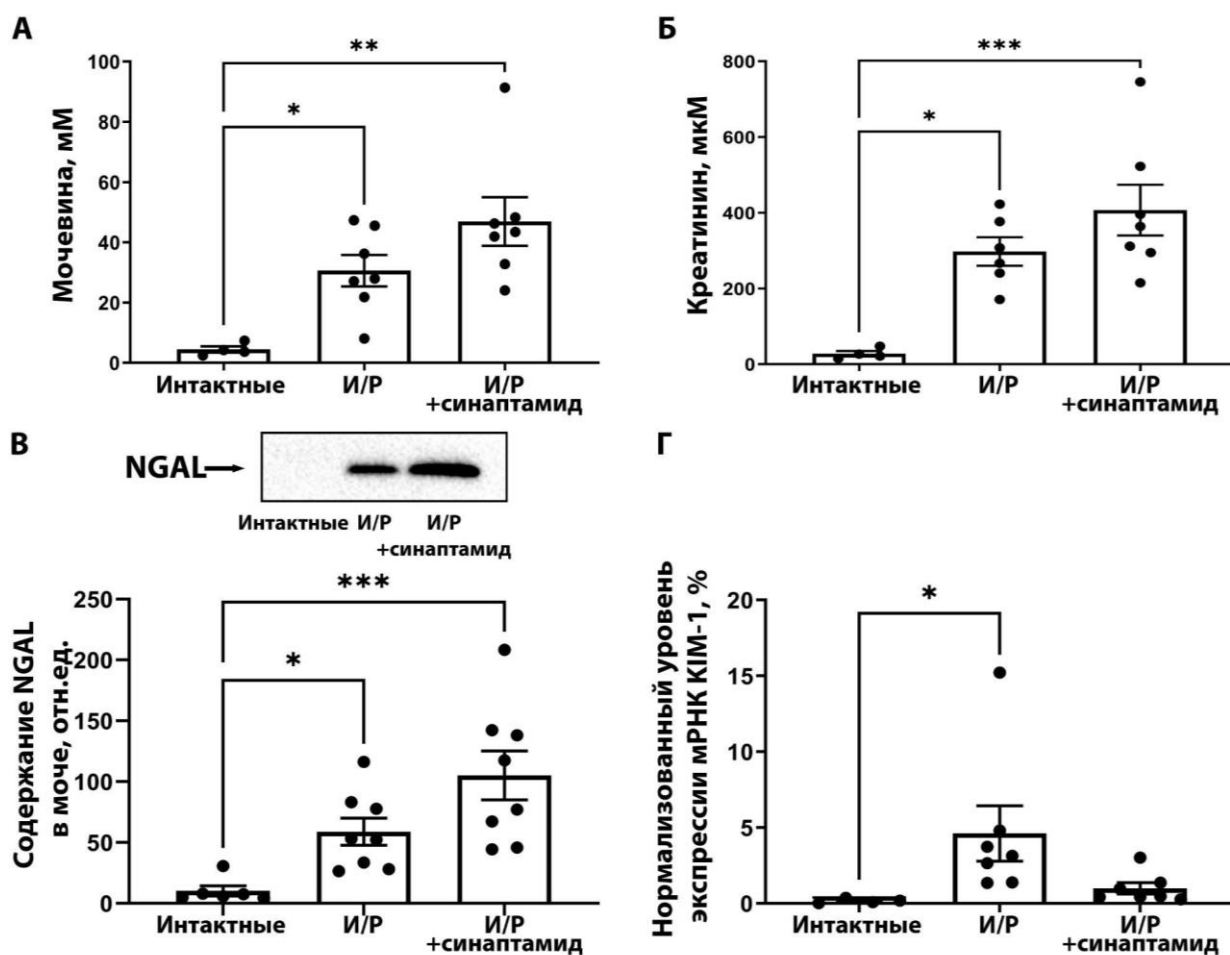 А
**
*
100
80
60
40
20
0
Мочевина, мМ
Интактные
И/Р
И/Р
+синаптамид
Б
***
*
800
600
400
200
0
Креатинин, мкМ
Интактные
И/Р
И/Р
+синаптамид
В
NGAL
Интактные И/Р И/Р
+синаптамид
***
*
250
200
150
100
50
0
Содержание NGAL
в моче, отн.ед.
Интактные
И/Р
И/Р
+синаптамид
Г
*
20
15
10
5
0
Нормализованный уровень
экспрессии мРНК KIM-1, %
Интактные
И/Р
И/Р
+синаптамид